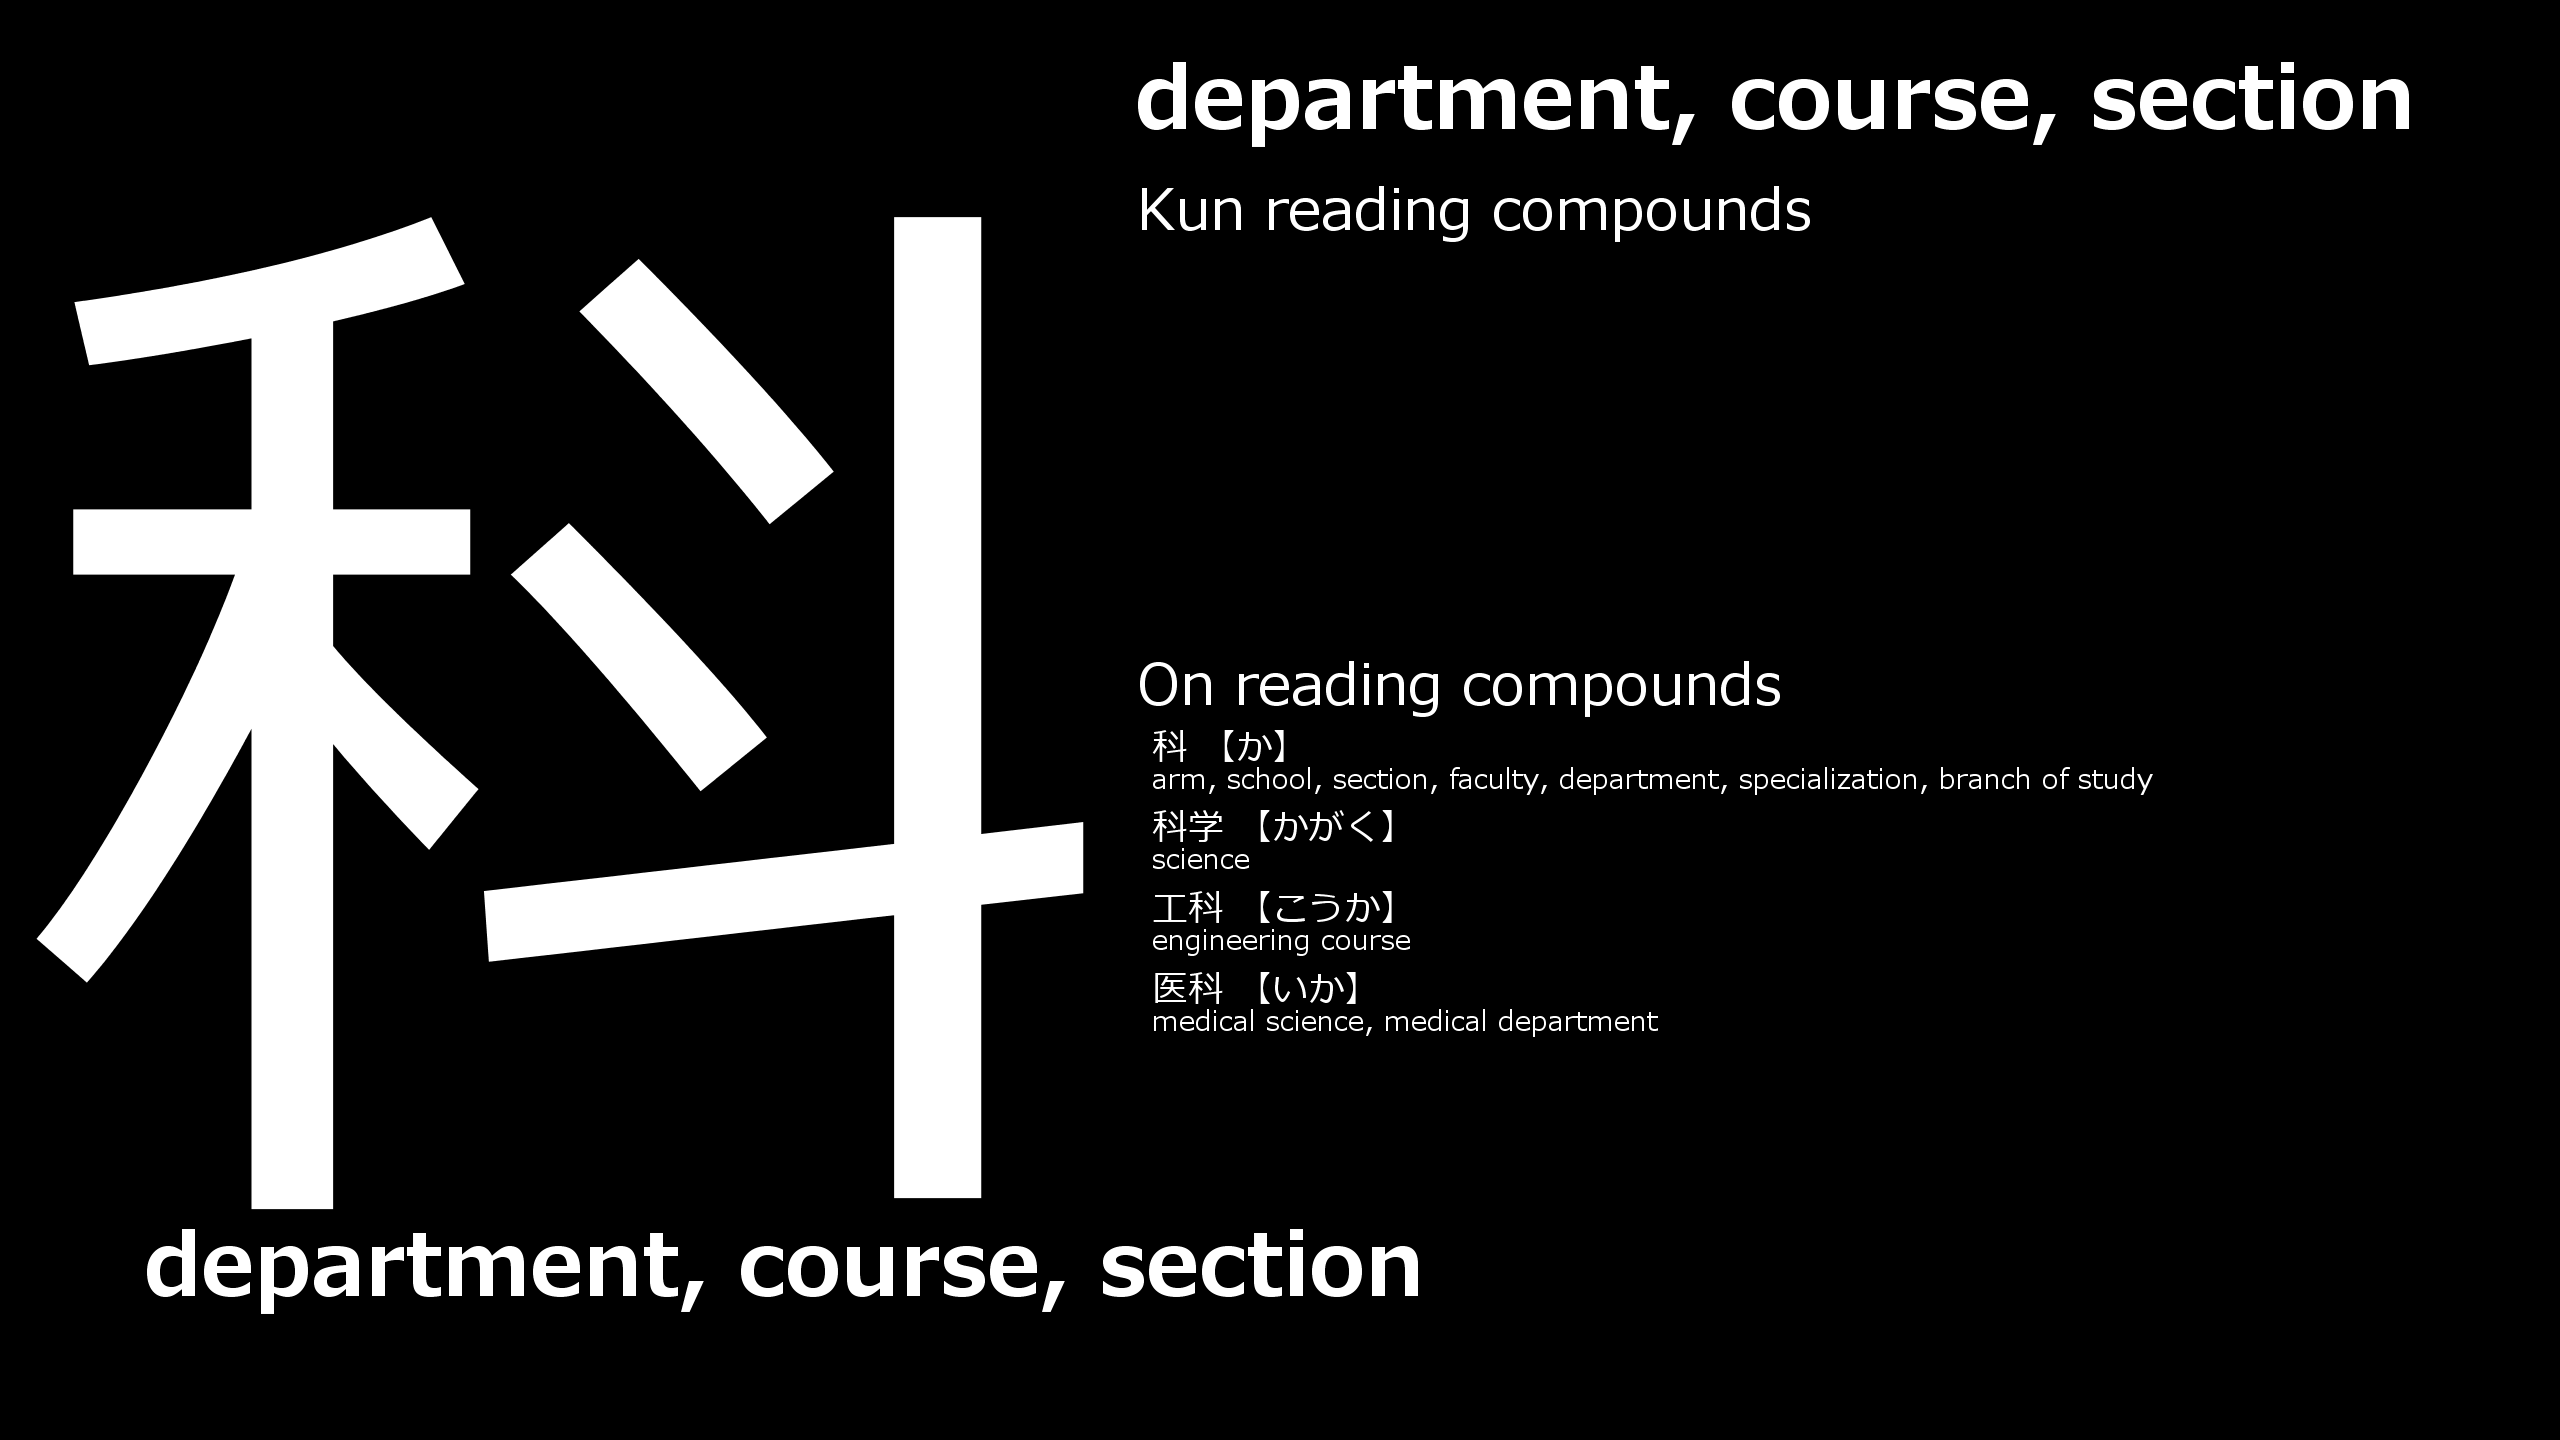 科
department, course, section
department, course, section
Kun reading compounds
On reading compounds
科 【か】
arm, school, section, faculty, department, specialization, branch of study
科学 【かがく】
science
工科 【こうか】
engineering course
医科 【いか】
medical science, medical department